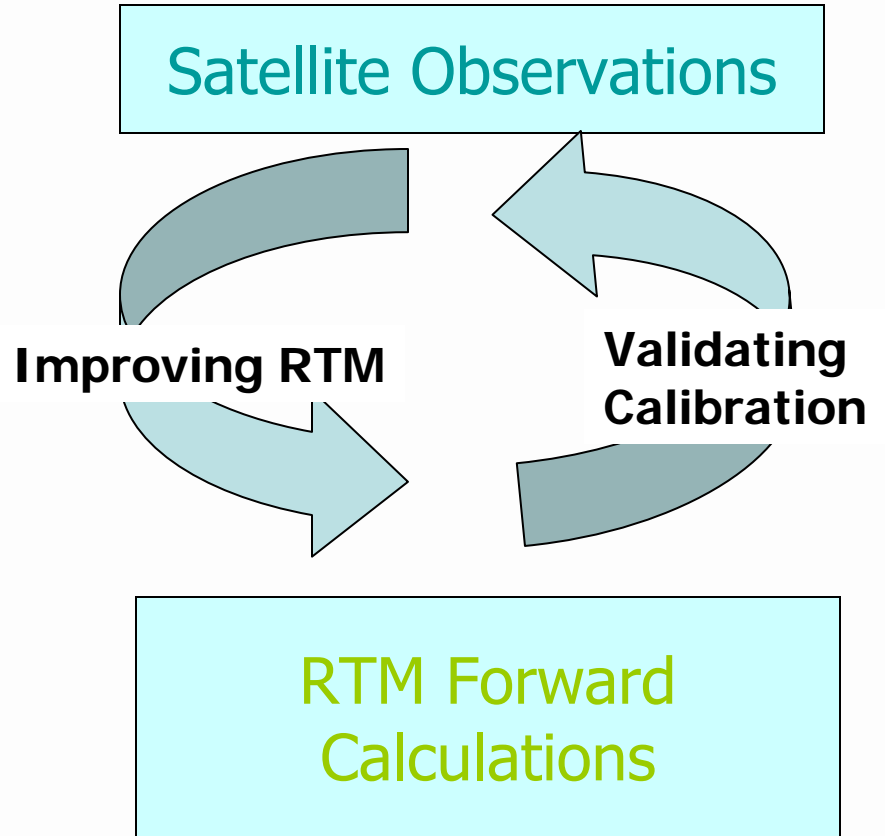 Satellite Observations
Improving RTM
Validating
Calibration
RTM Forward
Calculations